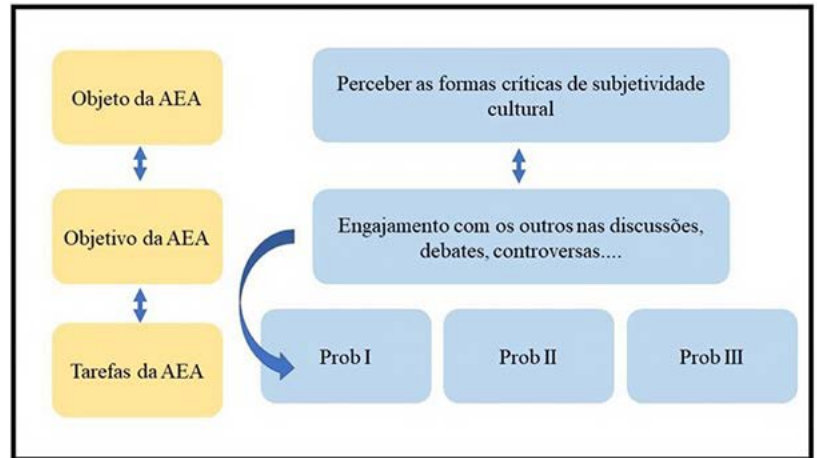 Objeto da AEA
Perceber as formas críticas de subjetividade
cultural
Objetivo da AEA
Engajamento com os outros nas discussões,
debates, controversas....
Tarefas da AEA
Prob I
Prob II
Prob III